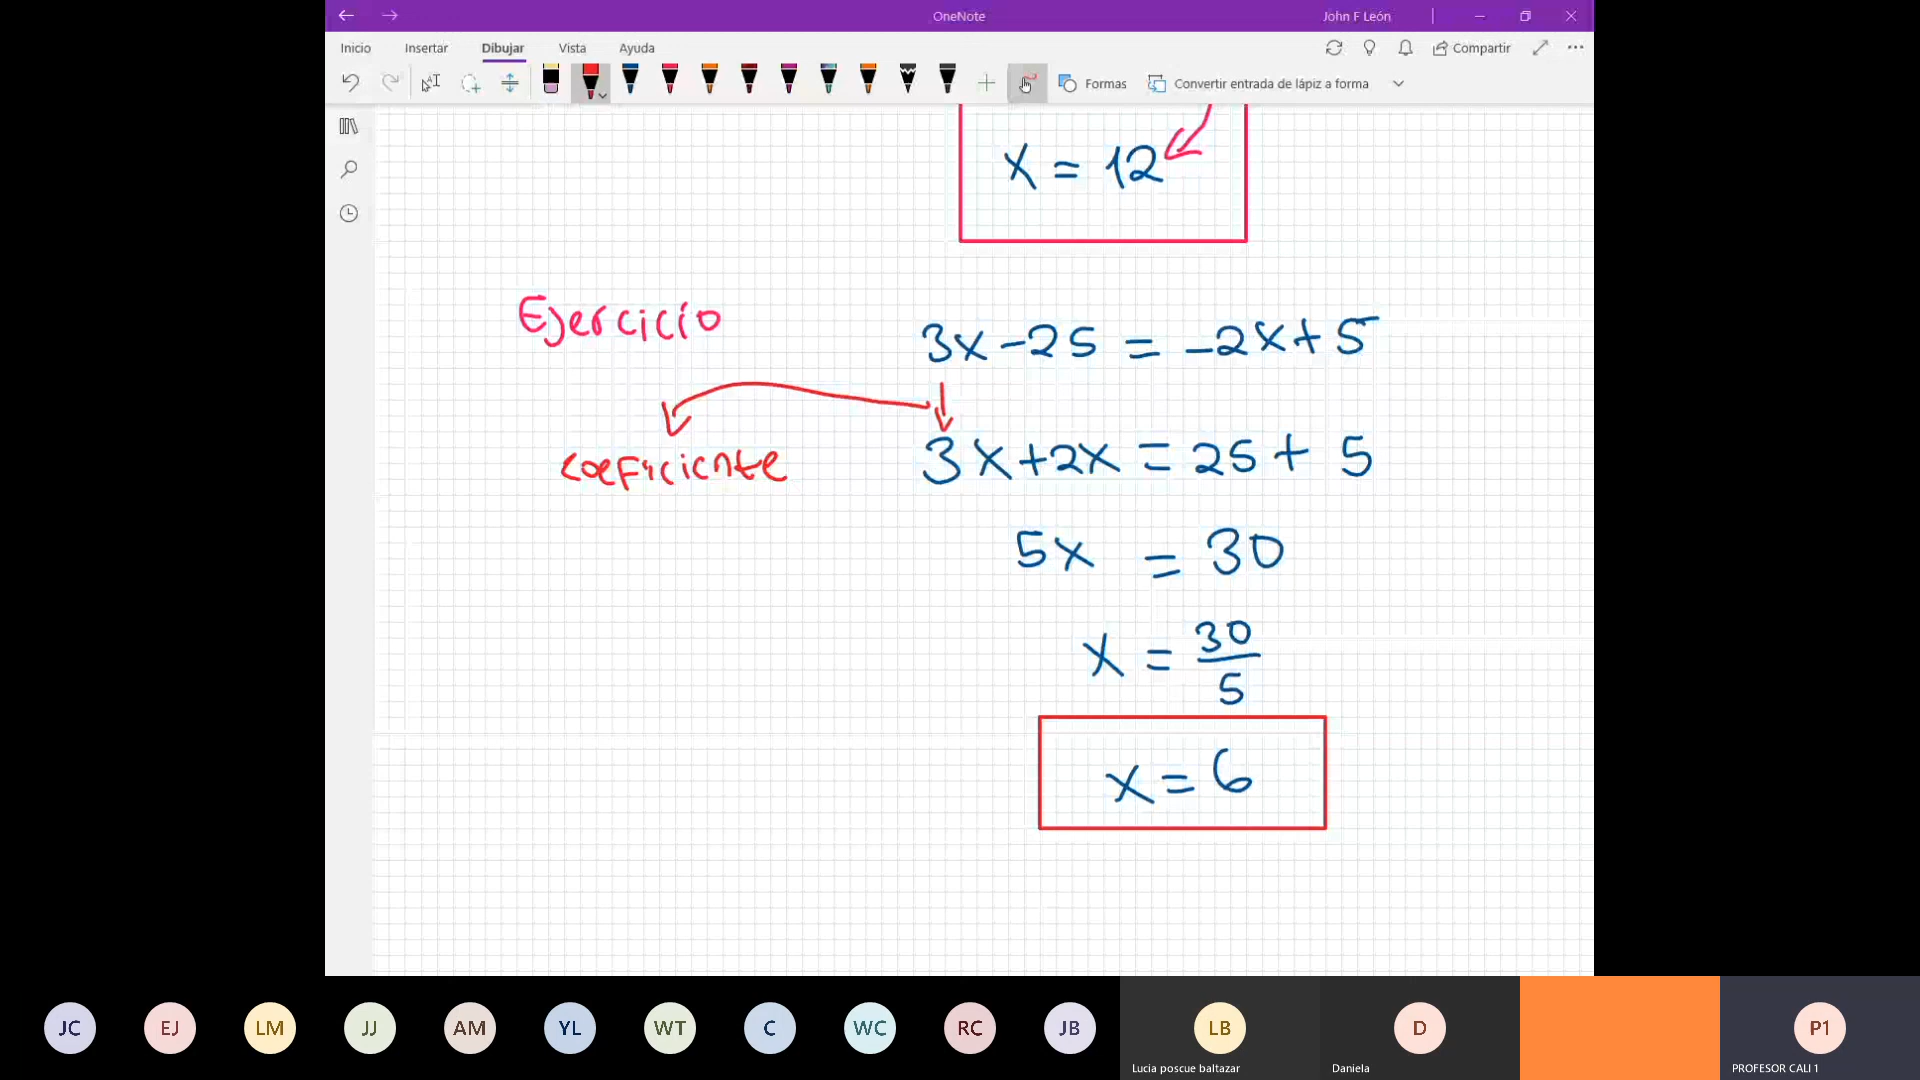 OneNote
John F León
Inicio Insertar Dibujar Vista Ayuda
Compartir
Formas Convertir entrada de lápiz a forma
x = 12
Ejercicio
3x - 25 = -2x + 5
coeficiente
3x + 2x = 25 + 5
5x = 30
x = 30/5
x = 6
JC EJ LM JJ AM YL WT C WC RC JB LB D P1
Lucia poscue baltazar Daniela PROFESOR CALI 1